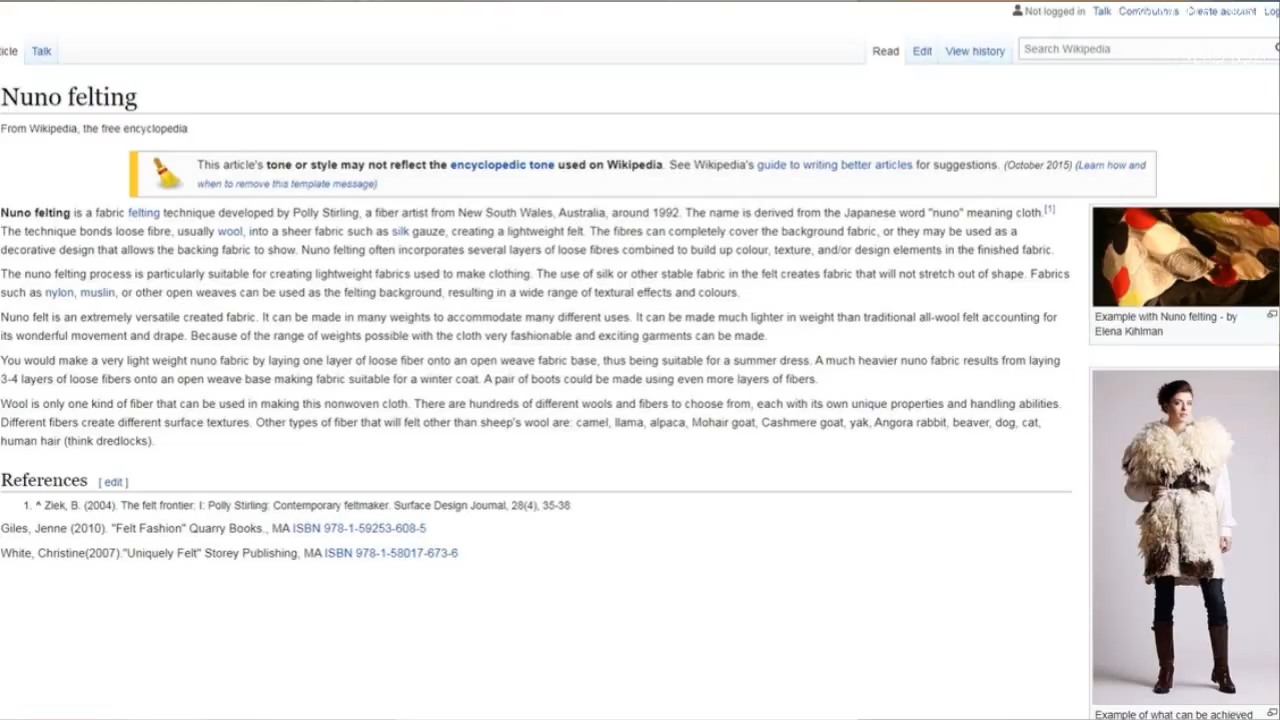 Not logged in Talk Contributions Create account Log
icle Talk Read Edit View history Search Wikipedia
Nuno felting
From Wikipedia, the free encyclopedia
This article's tone or style may not reflect the encyclopedic tone used on Wikipedia. See Wikipedia's guide to writing better articles for suggestions. (October 2015) (Learn how and
when to remove this template message)
Nuno felting is a fabric felting technique developed by Polly Stirling, a fiber artist from New South Wales, Australia, around 1992. The name is derived from the Japanese word "nuno" meaning cloth.[1]
The technique bonds loose fibre, usually wool, into a sheer fabric such as silk gauze, creating a lightweight felt. The fibres can completely cover the background fabric, or they may be used as a
decorative design that allows the backing fabric to show. Nuno felting often incorporates several layers of loose fibres combined to build up colour, texture, and/or design elements in the finished fabric.
The nuno felting process is particularly suitable for creating lightweight fabrics used to make clothing. The use of silk or other stable fabric in the felt creates fabric that will not stretch out of shape. Fabrics
such as nylon, muslin, or other open weaves can be used as the felting background, resulting in a wide range of textural effects and colours.
Nuno felt is an extremely versatile created fabric. It can be made in many weights to accommodate many different uses. It can be made much lighter in weight than traditional all-wool felt accounting for
its wonderful movement and drape. Because of the range of weights possible with the cloth very fashionable and exciting garments can be made.
You would make a very light weight nuno fabric by laying one layer of loose fiber onto an open weave fabric base, thus being suitable for a summer dress. A much heavier nuno fabric results from laying
3-4 layers of loose fibers onto an open weave base making fabric suitable for a winter coat. A pair of boots could be made using even more layers of fibers.
Wool is only one kind of fiber that can be used in making this nonwoven cloth. There are hundreds of different wools and fibers to choose from, each with its own unique properties and handling abilities.
Different fibers create different surface textures. Other types of fiber that will felt other than sheep's wool are: camel, llama, alpaca, Mohair goat, Cashmere goat, yak, Angora rabbit, beaver, dog, cat,
human hair (think dredlocks).
References [ edit ]
1. ^ Ziek, B. (2004). The felt frontier: I: Polly Stirling: Contemporary feltmaker. Surface Design Journal, 28(4), 35-38
Giles, Jenne (2010). "Felt Fashion" Quarry Books., MA ISBN 978-1-59253-608-5
White, Christine(2007)."Uniquely Felt" Storey Publishing, MA ISBN 978-1-58017-673-6
Example with Nuno felting - by
Elena Kihlman
Example of what can be achieved